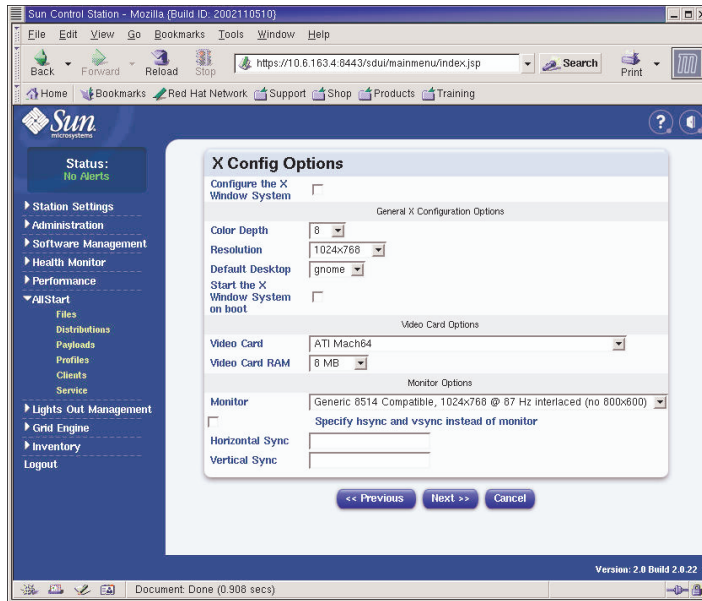 Sun Control Station - Mozilla {Build ID: 2002110510}
File Edit View Go Bookmarks Tools Window Help
Back Forward Reload Stop https://10.6.163.4:8443/sdui/mainmenu/index.jsp Search Print
Home Bookmarks Red Hat Network Support Shop Products Training
Sun
microsystems
?
Status:
No Alerts
Station Settings
Administration
Software Management
Health Monitor
Performance
AllStart
Files
Distributions
Payloads
Profiles
Clients
Service
Lights Out Management
Grid Engine
Inventory
Logout
X Config Options
Configure the X
Window System
General X Configuration Options
Color Depth 8
Resolution 1024x768
Default Desktop gnome
Start the X
Window System
on boot
Video Card Options
Video Card ATI Mach64
Video Card RAM 8 MB
Monitor Options
Monitor Generic 8514 Compatible, 1024x768 @ 87 Hz interlaced (no 800x600)
Specify hsync and vsync instead of monitor
Horizontal Sync
Vertical Sync
<< Previous Next >> Cancel
Version: 2.0 Build 2.0.22
Document: Done (0.908 secs)